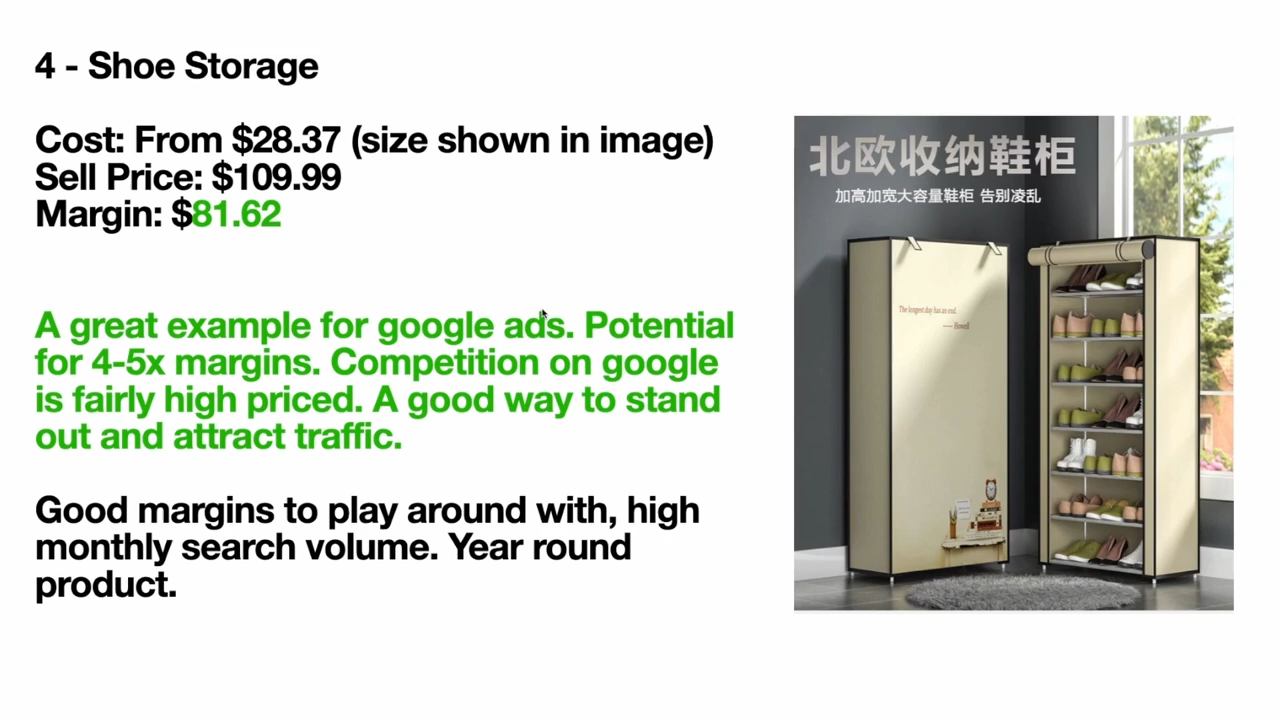 4 - Shoe Storage
Cost: From $28.37 (size shown in image)
Sell Price: $109.99
Margin: $81.62
A great example for google ads. Potential
for 4-5x margins. Competition on google
is fairly high priced. A good way to stand
out and attract traffic.
Good margins to play around with, high
monthly search volume. Year round
product.
北欧收纳鞋柜
加高加宽大容量鞋柜 告别凌乱
The longest day has an end.
—— Howell